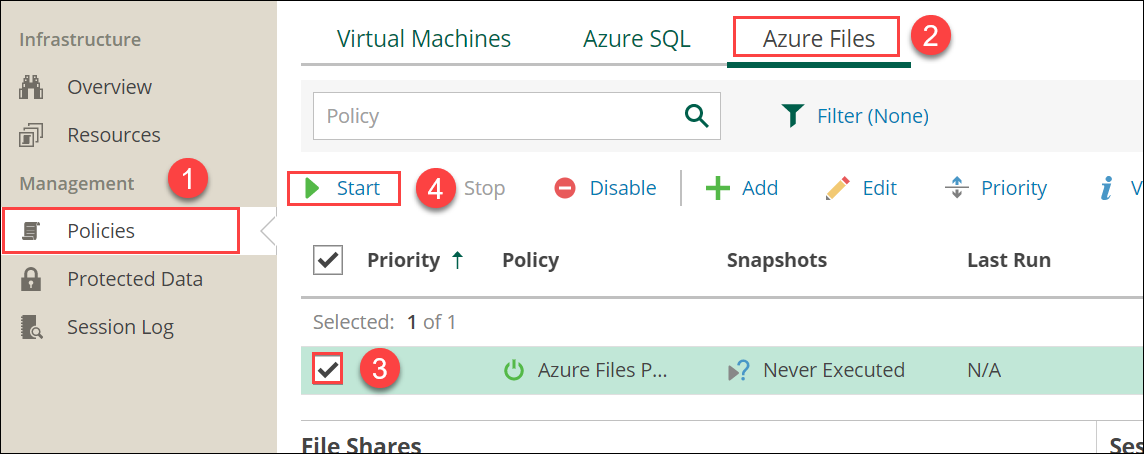 Infrastructure
Overview
Resources
Management
1
Policies
Protected Data
Session Log
Virtual Machines Azure SQL Azure Files 2
Policy Filter (None)
Start 4 Stop Disable Add Edit Priority V
Priority Policy Snapshots Last Run
Selected: 1 of 1
3 Azure Files P... Never Executed N/A
File Shares Ses